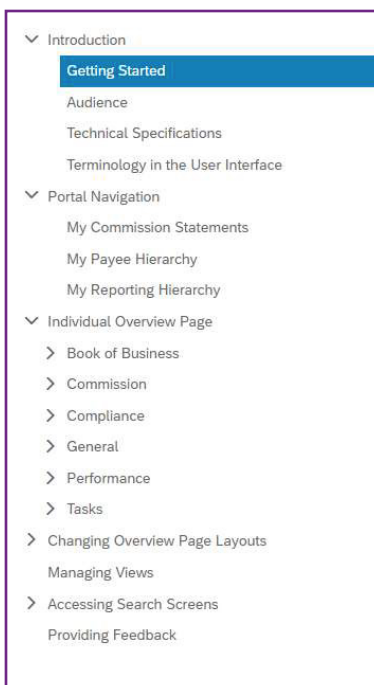 Introduction
Getting Started
Audience
Technical Specifications
Terminology in the User Interface
Portal Navigation
My Commission Statements
My Payee Hierarchy
My Reporting Hierarchy
Individual Overview Page
Book of Business
Commission
Compliance
General
Performance
Tasks
Changing Overview Page Layouts
Managing Views
Accessing Search Screens
Providing Feedback